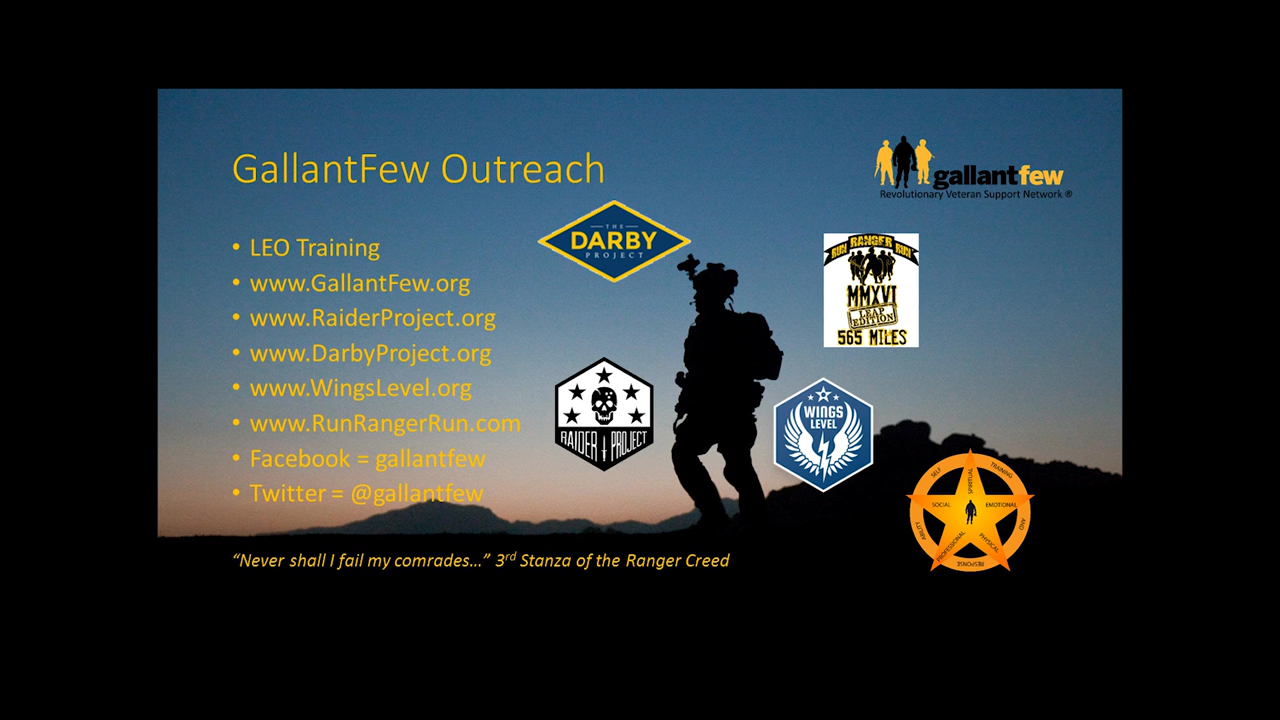 GallantFew Outreach
gallantfew
Revolutionary Veteran Support Network ®
• LEO Training
• www.GallantFew.org
• www.RaiderProject.org
• www.DarbyProject.org
• www.WingsLevel.org
• www.RunRangerRun.com
• Facebook = gallantfew
• Twitter = @gallantfew
THE
DARBY
PROJECT
RUN RANGER RUN
MMXVI
LEAP
EDITION
565 MILES
RAIDER PROJECT
WINGS
LEVEL
SELF
TRAINING
SPIRITUAL
SOCIAL
EMOTIONAL
ABILITY
AND
PROFESSIONAL
PHYSICAL
RESPONSE
“Never shall I fail my comrades…” 3rd Stanza of the Ranger Creed